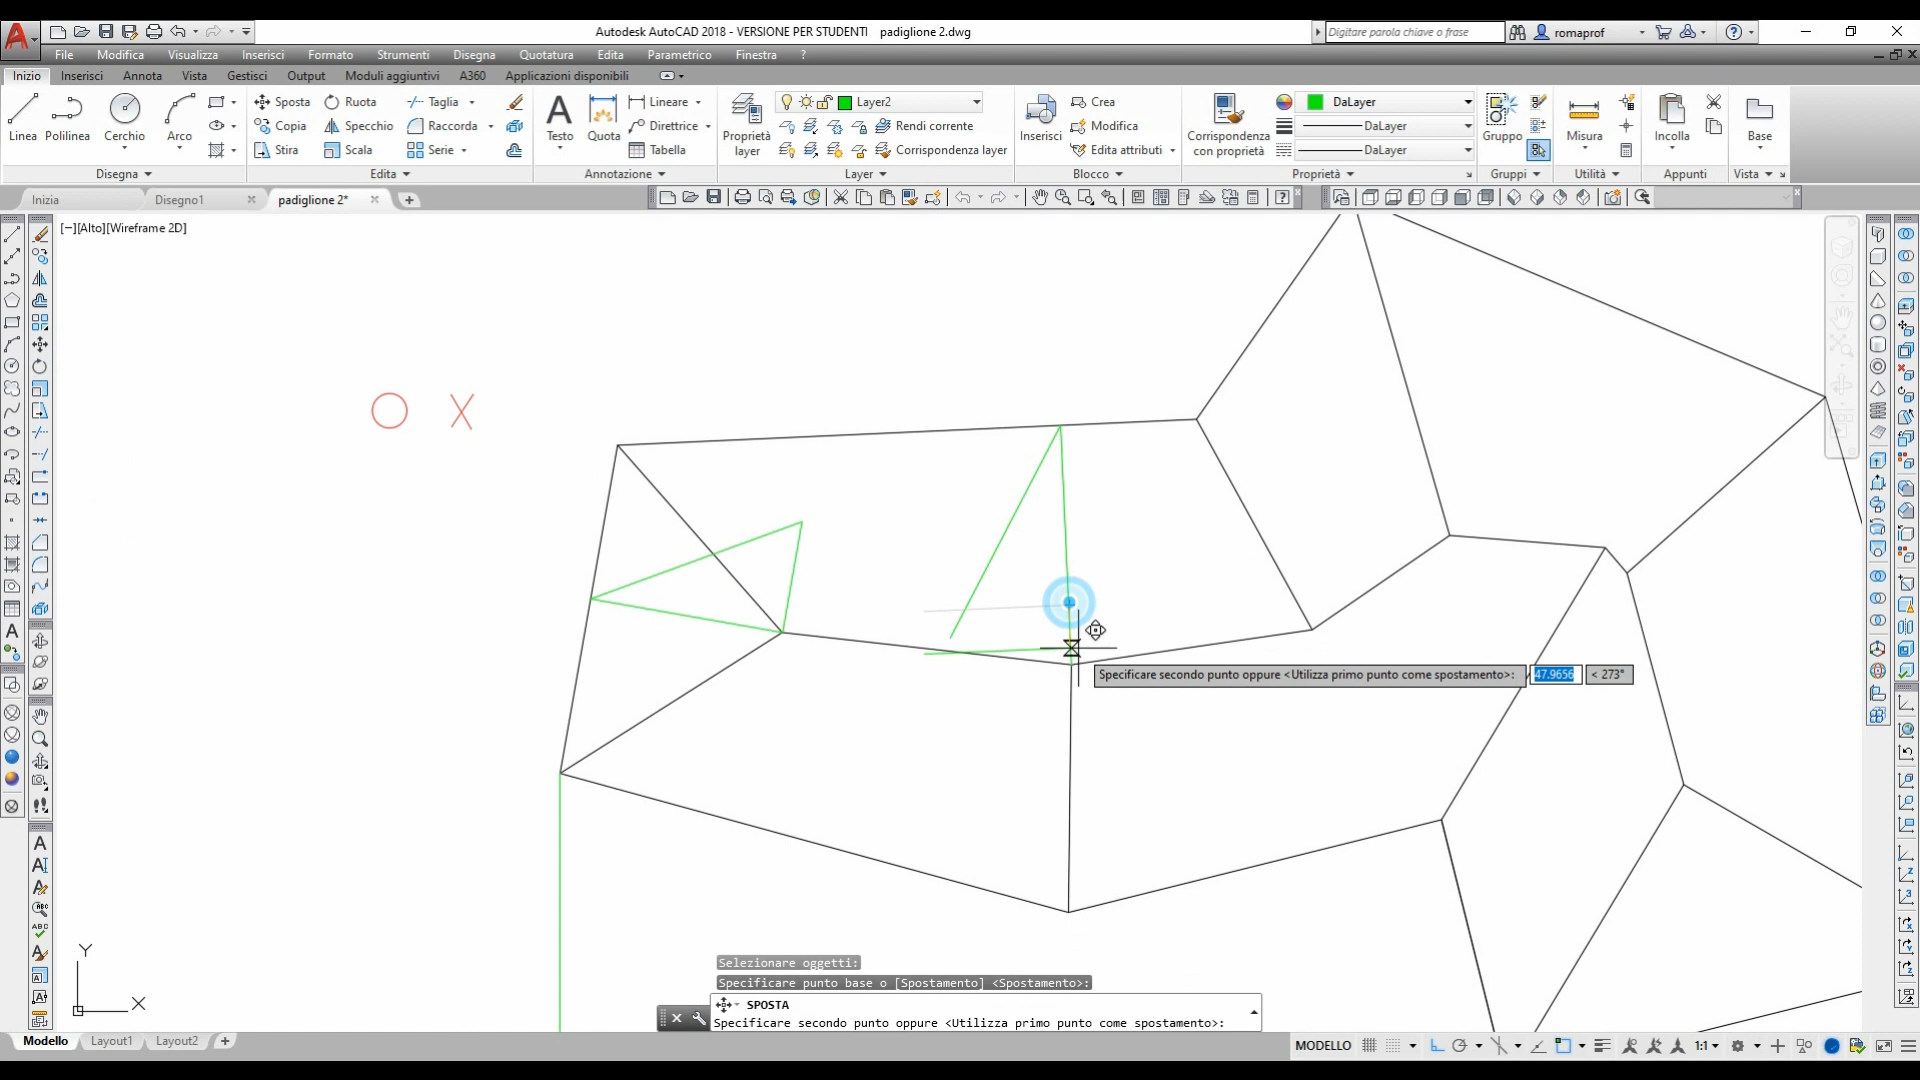 Autodesk AutoCAD 2018 - VERSIONE PER STUDENTI padiglione 2.dwg
Digitare parola chiave o frase
romaprof
File Modifica Visualizza Inserisci Formato Strumenti Disegna Quotatura Edita Parametrico Finestra ?
Inizio Inserisci Annota Vista Gestisci Output Moduli aggiuntivi A360 Applicazioni disponibili
Linea
Polilinea
Cerchio
Arco
Sposta Ruota Taglia
Copia Specchio Raccorda
Stira Scala Serie
Testo
Quota
Lineare
Direttrice
Tabella
Proprietà
layer
Layer2
Rendi corrente
Corrispondenza layer
Inserisci
Crea
Modifica
Edita attributi
Corrispondenza
con proprietà
DaLayer
DaLayer
DaLayer
Gruppo
Misura
Incolla
Base
Disegna Edita Annotazione Layer Blocco Proprietà Gruppi Utilità Appunti Vista
Inizia Disegno1 padiglione 2*
[−][Alto][Wireframe 2D]
O X
Specificare secondo punto oppure <Utilizza primo punto come spostamento>: 47.9656 < 273°
Y
X
Selezionare oggetti:
Specificare punto base o [Spostamento] <Spostamento>:
SPOSTA
Specificare secondo punto oppure <Utilizza primo punto come spostamento>:
Modello Layout1 Layout2 +
MODELLO
1:1